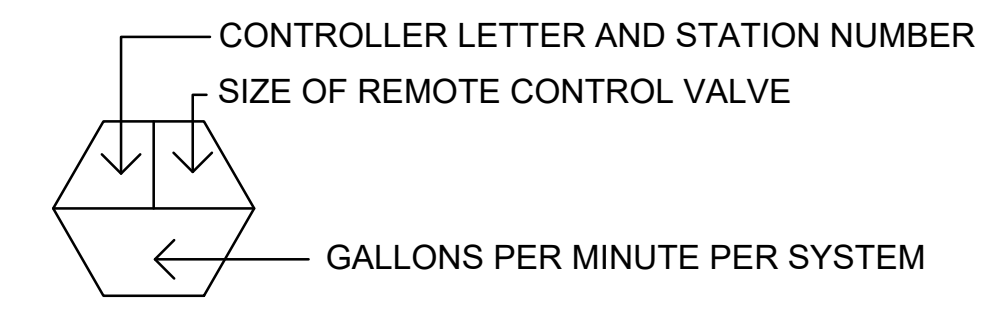 CONTROLLER LETTER AND STATION NUMBER
SIZE OF REMOTE CONTROL VALVE
GALLONS PER MINUTE PER SYSTEM